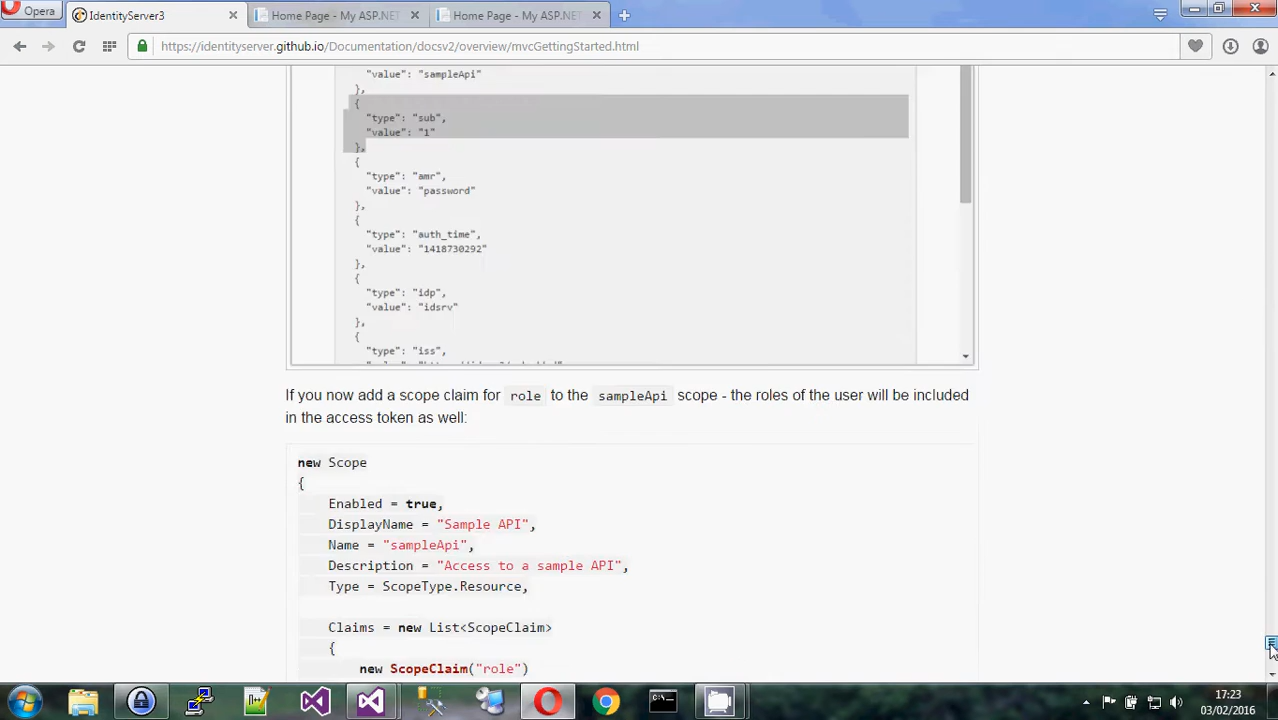 Opera
IdentityServer3
Home Page - My ASP.NET
Home Page - My ASP.NET
https://identityserver.github.io/Documentation/docsv2/overview/mvcGettingStarted.html
"value": "sampleApi"
},
{
"type": "sub",
"value": "1"
},
{
"type": "amr",
"value": "password"
},
{
"type": "auth_time",
"value": "1418730292"
},
{
"type": "idp",
"value": "idsrv"
},
{
"type": "iss",
If you now add a scope claim for role to the sampleApi scope - the roles of the user will be included
in the access token as well:
new Scope
{
Enabled = true,
DisplayName = "Sample API",
Name = "sampleApi",
Description = "Access to a sample API",
Type = ScopeType.Resource,
Claims = new List<ScopeClaim>
{
new ScopeClaim("role")
17:23
03/02/2016